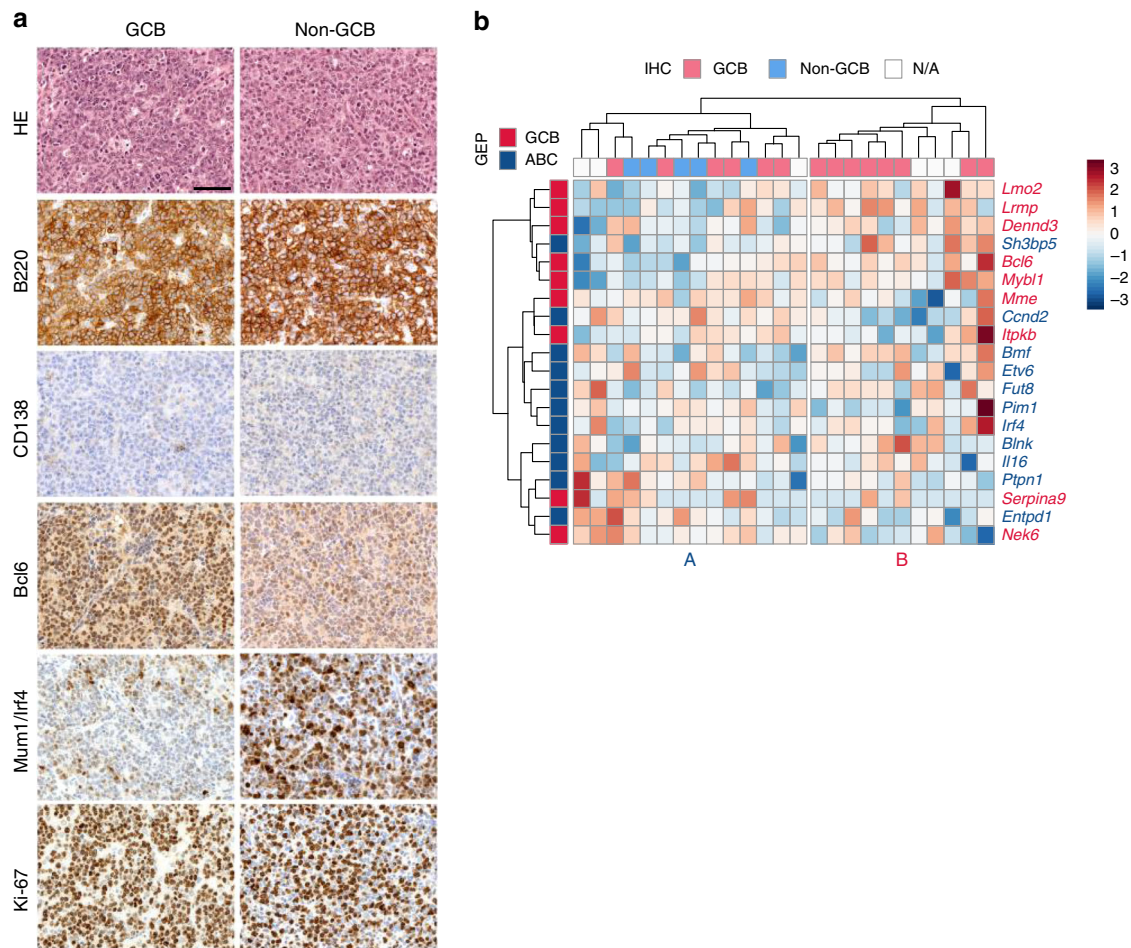 a
GCB
Non-GCB
HE
B220
CD138
Bcl6
Mum1/Irf4
Ki-67
b
IHC GCB Non-GCB N/A
GEP
GCB
ABC
Lmo2
Lrmp
Dennd3
Sh3bp5
Bcl6
Mybl1
Mme
Ccnd2
Itpkb
Bmf
Etv6
Fut8
Pim1
Irf4
Blnk
Il16
Ptpn1
Serpina9
Entpd1
Nek6
A
B
3
2
1
0
−1
−2
−3